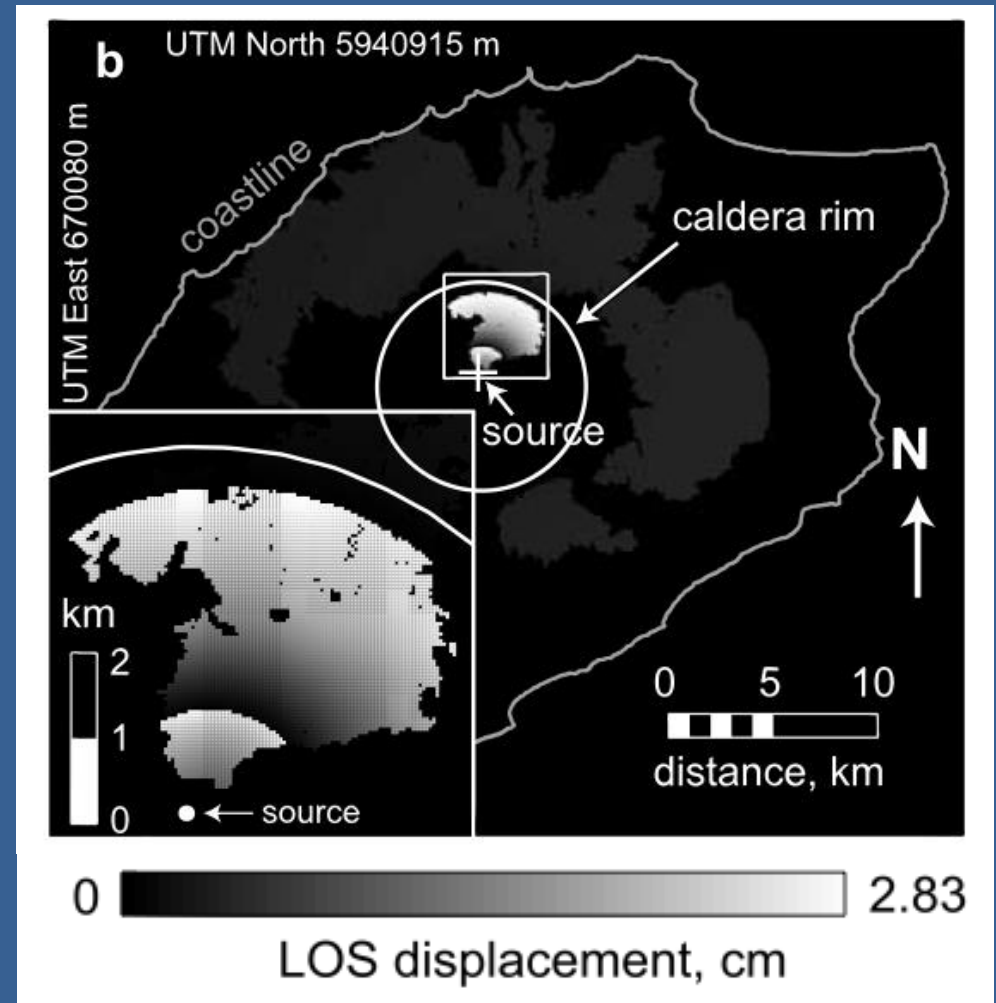 b
UTM North 5940915 m
UTM East 670080 m
coastline
caldera rim
source
N
km
2
1
0
source
0 5 10
distance, km
0 2.83
LOS displacement, cm